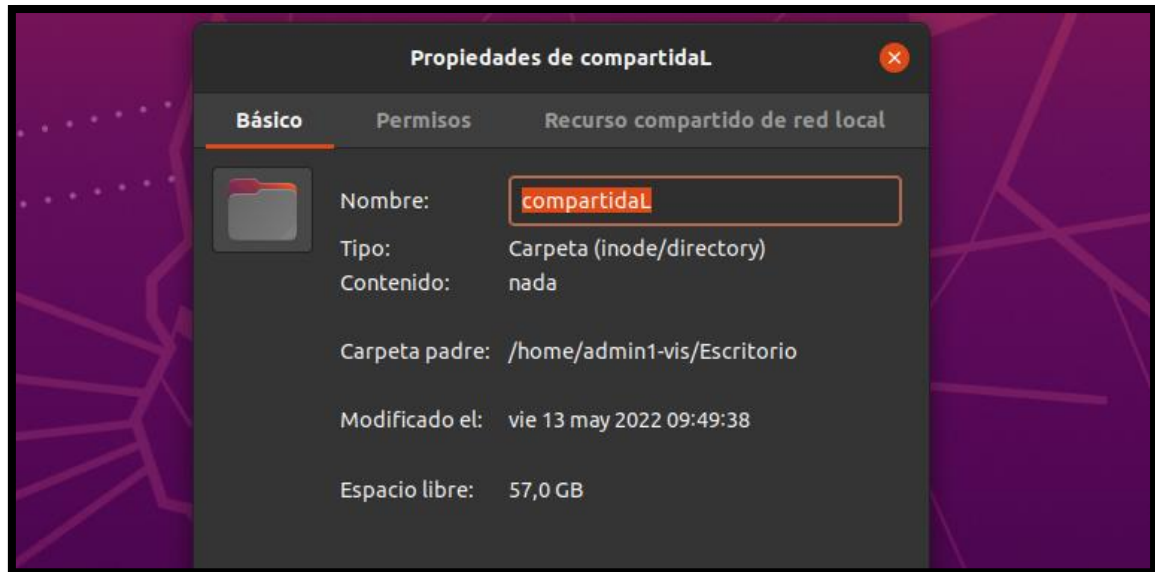 Propiedades de compartidaL
Básico Permisos Recurso compartido de red local
Nombre: compartidaL
Tipo: Carpeta (inode/directory)
Contenido: nada
Carpeta padre: /home/admin1-vis/Escritorio
Modificado el: vie 13 may 2022 09:49:38
Espacio libre: 57,0 GB